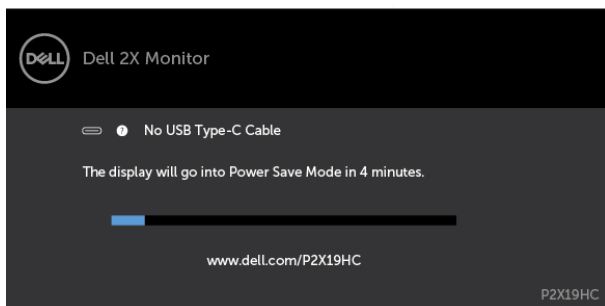 DELL
Dell 2X Monitor
? No USB Type-C Cable
The display will go into Power Save Mode in 4 minutes.
www.dell.com/P2X19HC
P2X19HC